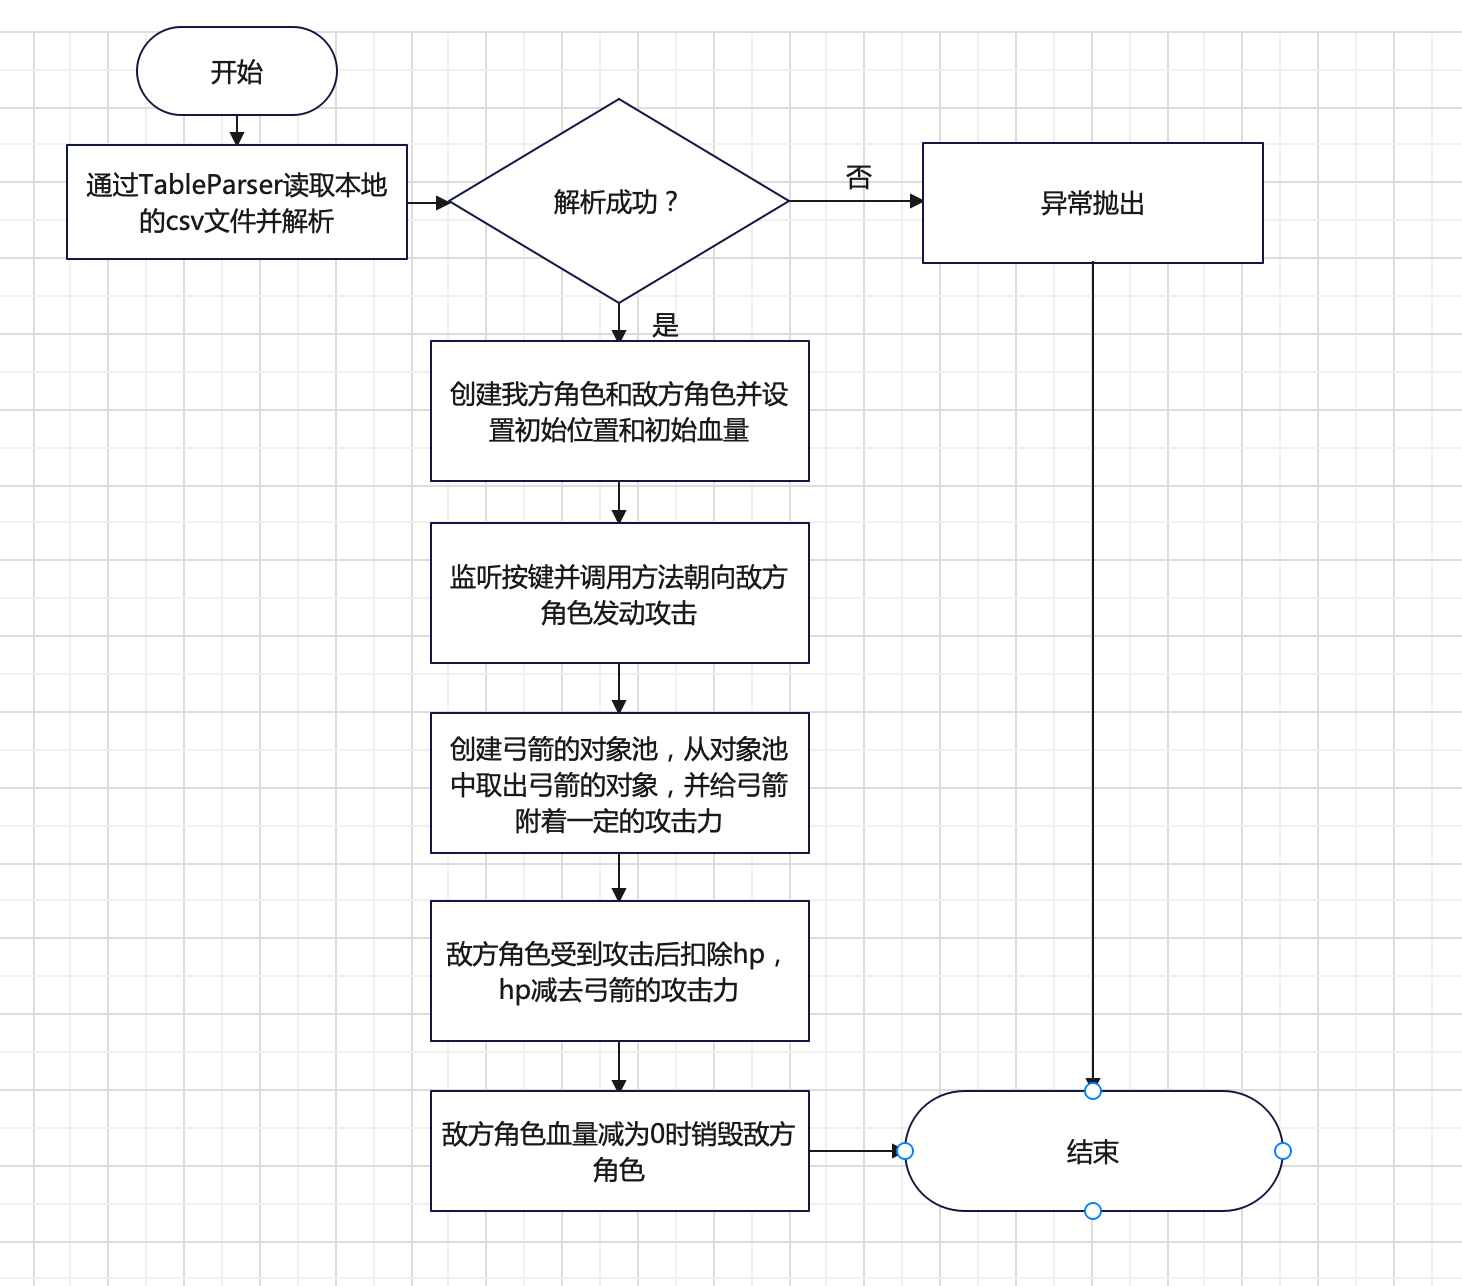 开始
通过TableParser读取本地
的csv文件并解析
解析成功？
否
异常抛出
是
创建我方角色和敌方角色并设
置初始位置和初始血量
监听按键并调用方法朝向敌方
角色发动攻击
创建弓箭的对象池，从对象池
中取出弓箭的对象，并给弓箭
附着一定的攻击力
敌方角色受到攻击后扣除hp，
hp减去弓箭的攻击力
敌方角色血量减为0时销毁敌方
角色
结束